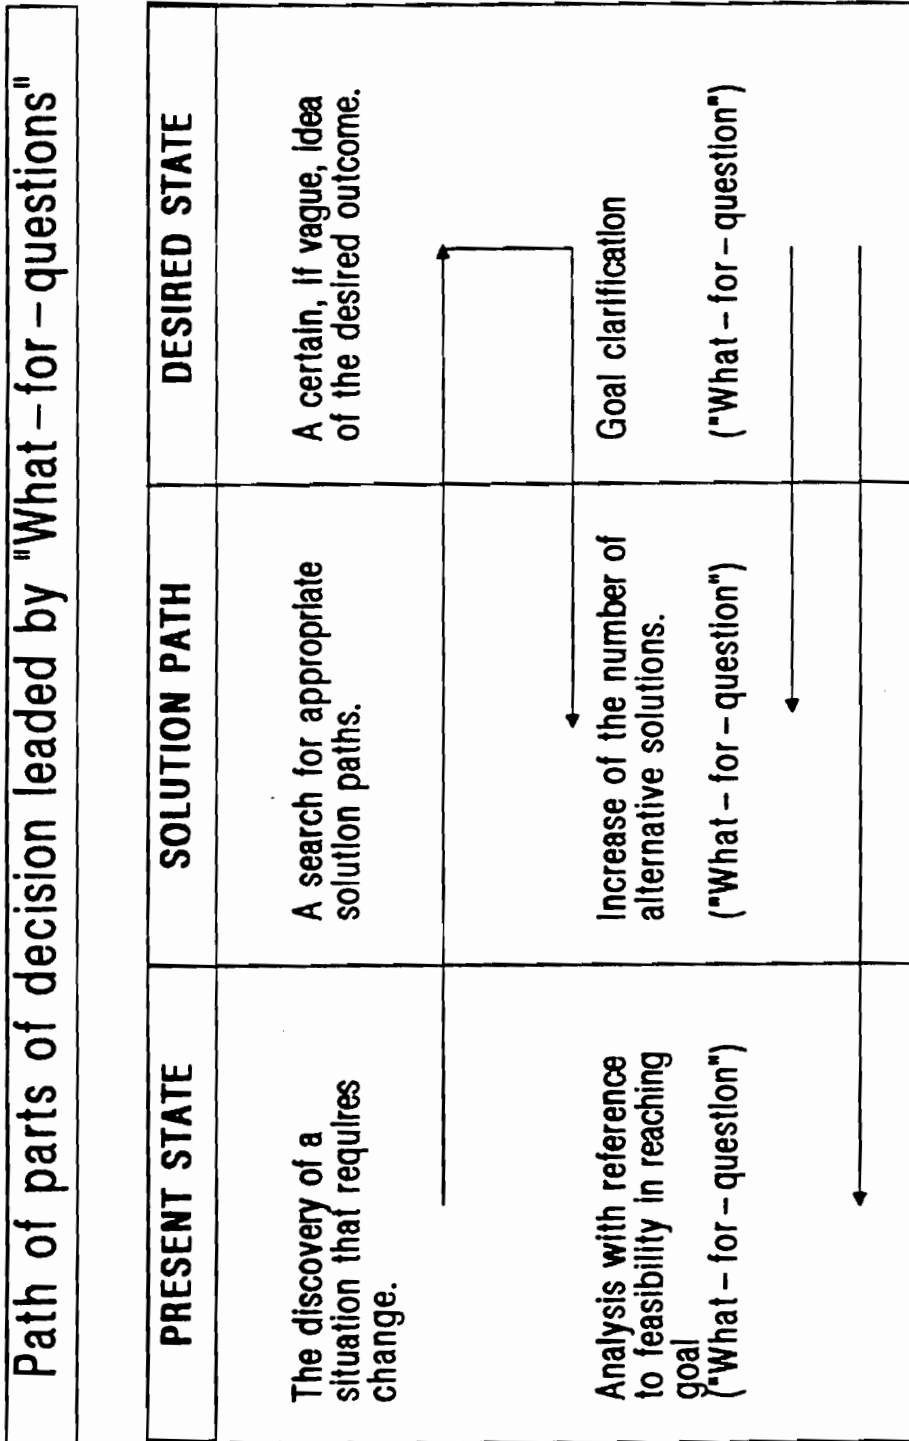 Path of parts of decision leaded by "What–for–questions"
PRESENT STATE
SOLUTION PATH
DESIRED STATE
The discovery of a
situation that requires
change.
A search for appropriate
solution paths.
A certain, if vague, idea
of the desired outcome.
Analysis with reference
to feasibility in reaching
goal
("What–for–question")
Increase of the number of
alternative solutions.
("What–for–question")
Goal clarification
("What–for–question")